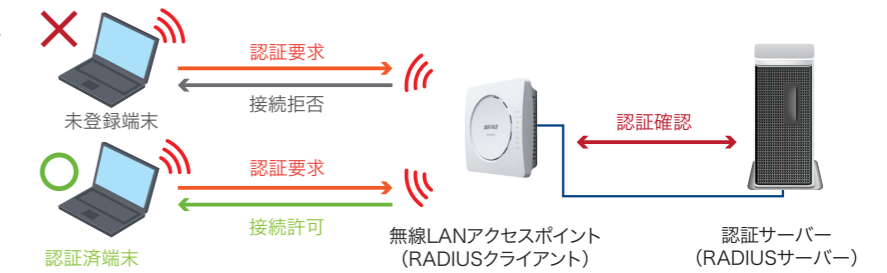 認証要求
接続拒否
未登録端末
認証要求
接続許可
認証済端末
BUFFALO
無線LANアクセスポイント
（RADIUSクライアント）
認証確認
認証サーバー
（RADIUSサーバー）